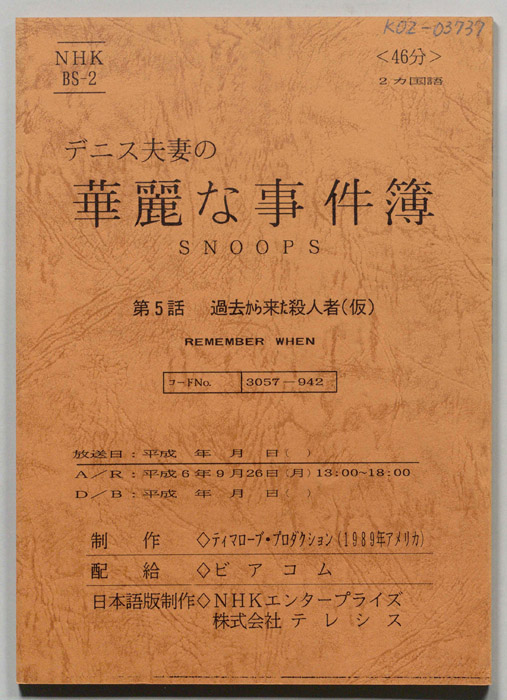 KOZ-03737
NHK
BS-2
<46分>
2カ国語
デニス夫妻の
華麗な事件簿
SNOOPS
第5話 過去から来た殺人者(仮)
REMEMBER WHEN
コードNo. 3057-942
放送日:平成 年 月 日( )
A/R:平成6年9月26日(月)13:00~18:00
D/B:平成 年 月 日( )
制作◇ティマローブ・プロダクション(1989年アメリカ)
配給◇ビアコム
日本語版制作◇NHKエンタープライズ
株式会社テレシス